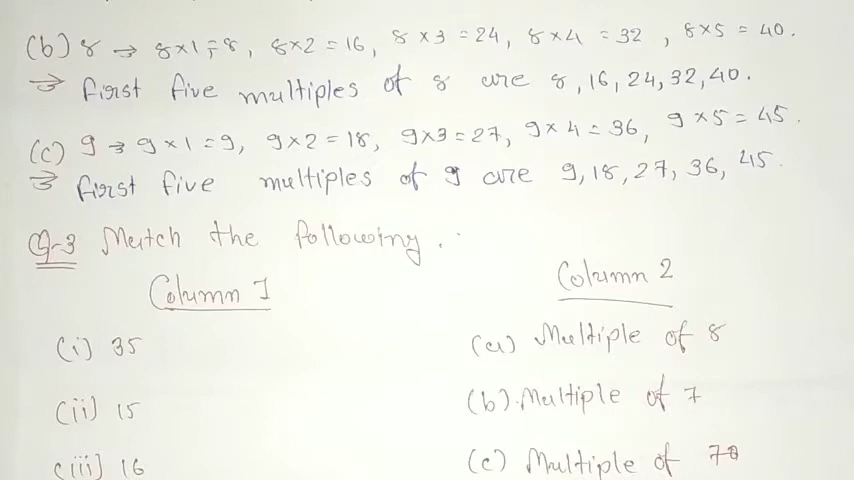 (b) 8 → 8×1=8, 8×2=16, 8×3=24, 8×4=32, 8×5=40.
⇒ first five multiples of 8 are 8,16,24,32,40.
(c) 9 → 9×1=9, 9×2=18, 9×3=27, 9×4=36, 9×5=45.
⇒ first five multiples of 9 are 9,18,27,36,45.
Q-3 Match the following.
Column 1 Column 2
(i) 35 (a) Multiple of 8
(ii) 15 (b) Multiple of 7
(iii) 16 (c) Multiple of 70